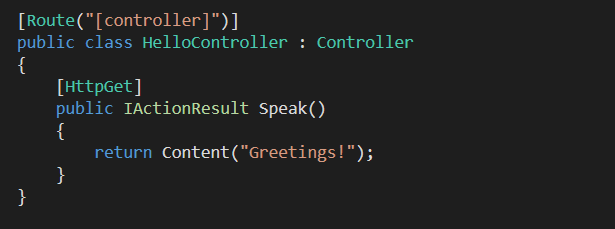 [Route("[controller]")]
public class HelloController : Controller
{
    [HttpGet]
    public IActionResult Speak()
    {
        return Content("Greetings!");
    }
}